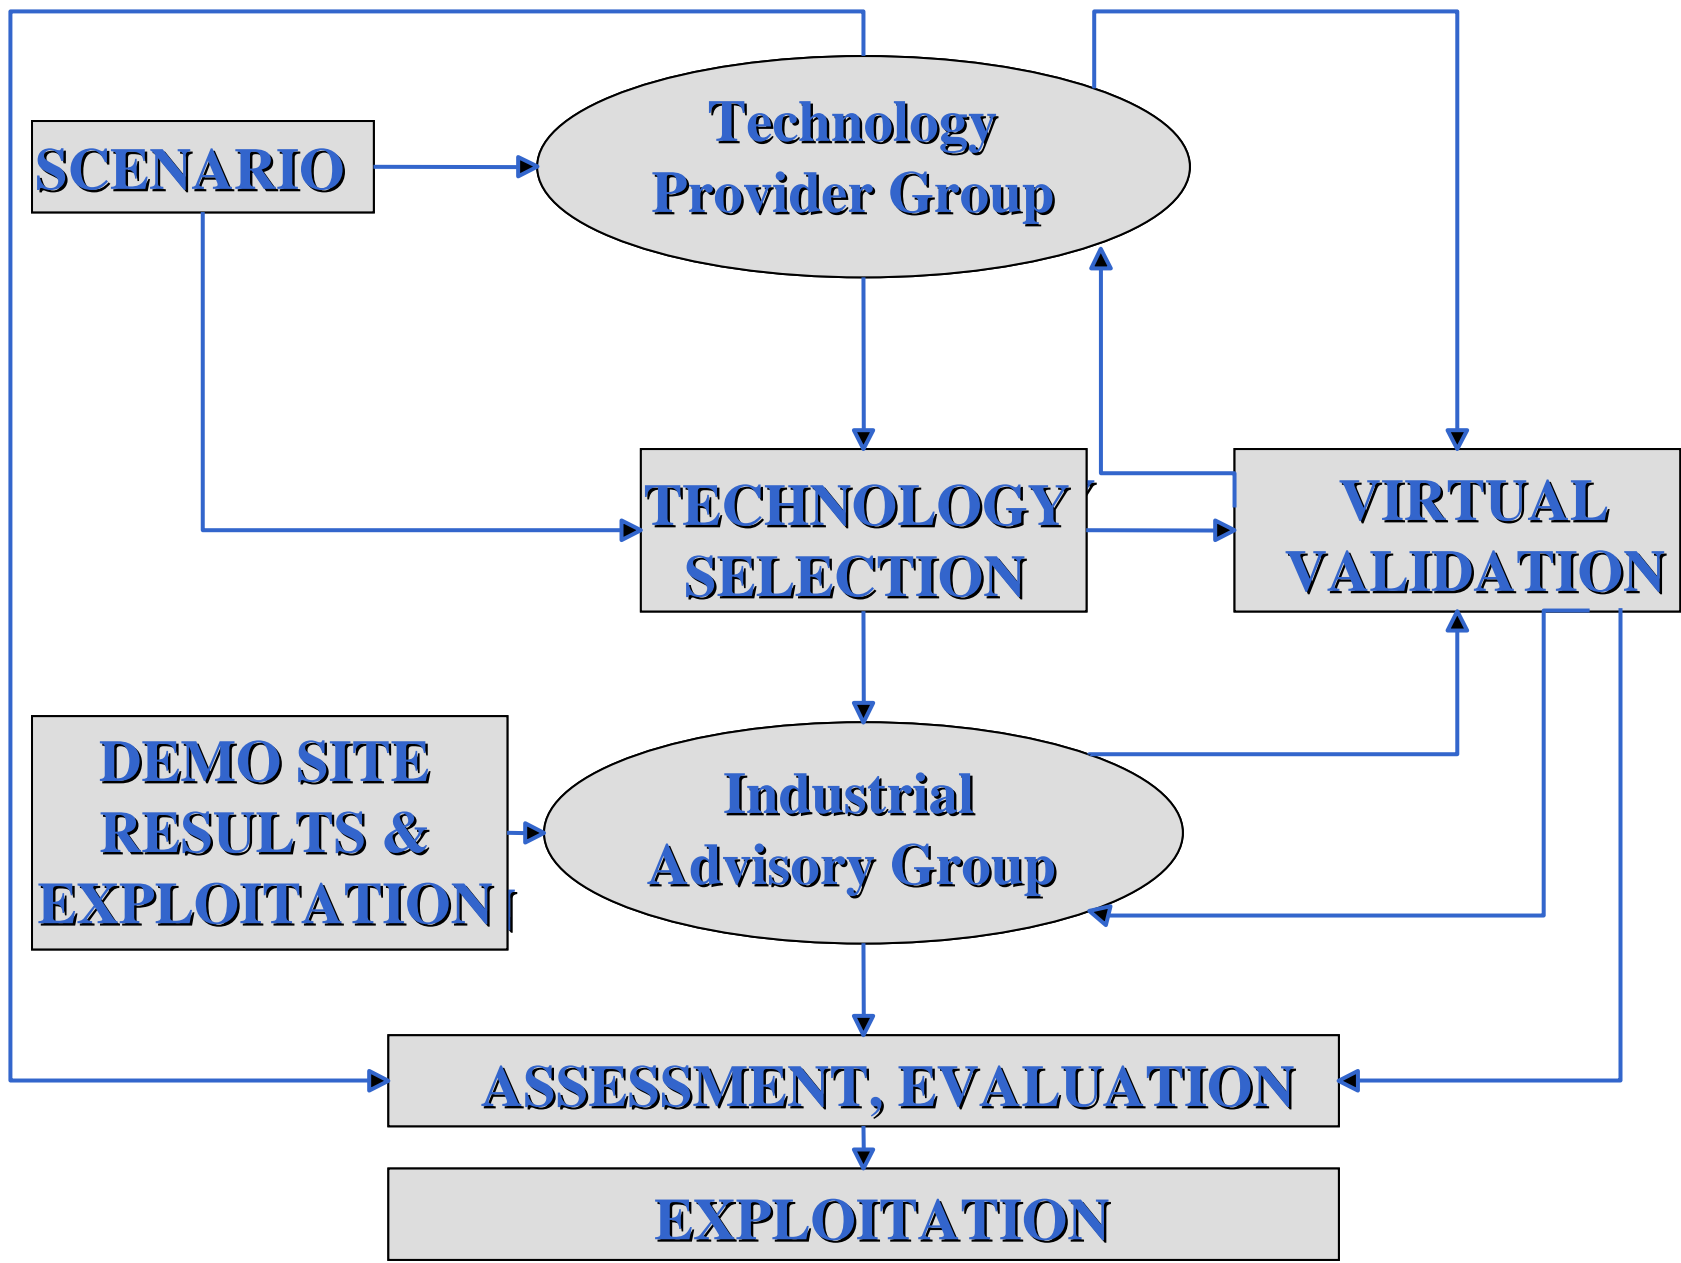 Technology
Provider Group
SCENARIO
TECHNOLOGY
SELECTION
VIRTUAL
VALIDATION
DEMO SITE
RESULTS &
EXPLOITATION
Industrial
Advisory Group
ASSESSMENT, EVALUATION
EXPLOITATION